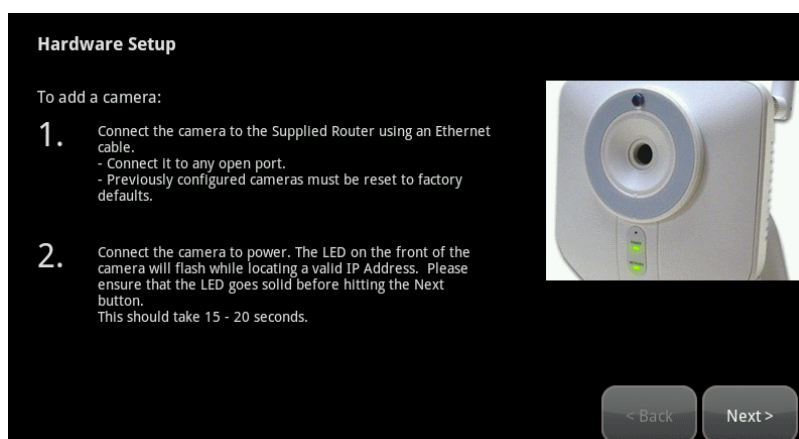 Hardware Setup
To add a camera:
1.
Connect the camera to the Supplied Router using an Ethernet
cable.
- Connect it to any open port.
- Previously configured cameras must be reset to factory
defaults.
2.
Connect the camera to power. The LED on the front of the
camera will flash while locating a valid IP Address.  Please
ensure that the LED goes solid before hitting the Next
button.
This should take 15 - 20 seconds.
< Back
Next >